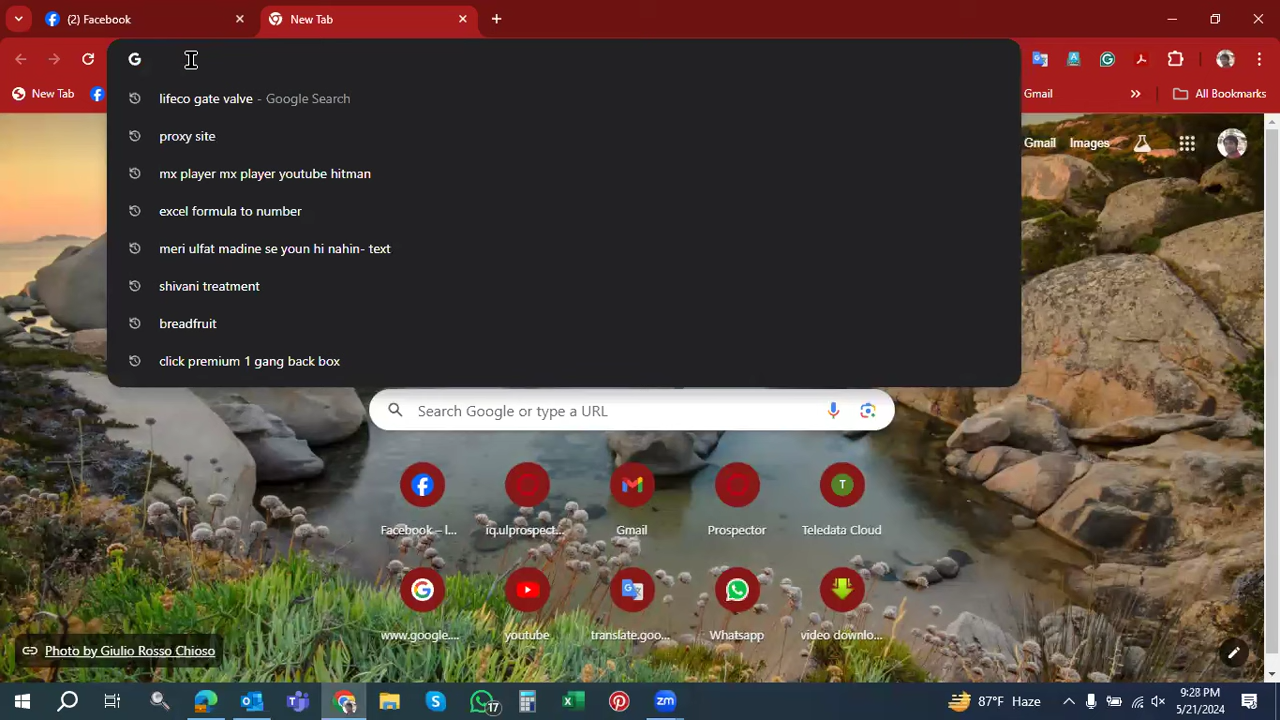 (2) Facebook
New Tab
New Tab
Gmail
All Bookmarks
lifeco gate valve - Google Search
proxy site
mx player mx player youtube hitman
excel formula to number
meri ulfat madine se youn hi nahin- text
shivani treatment
breadfruit
click premium 1 gang back box
Gmail
Images
Search Google or type a URL
Facebook – l...
iq.ulprospect...
Gmail
Prospector
T
Teledata Cloud
www.google....
youtube
translate.goo...
Whatsapp
video downlo...
Photo by Giulio Rosso Chioso
17
zm
87°F Haze
9:28 PM
5/21/2024